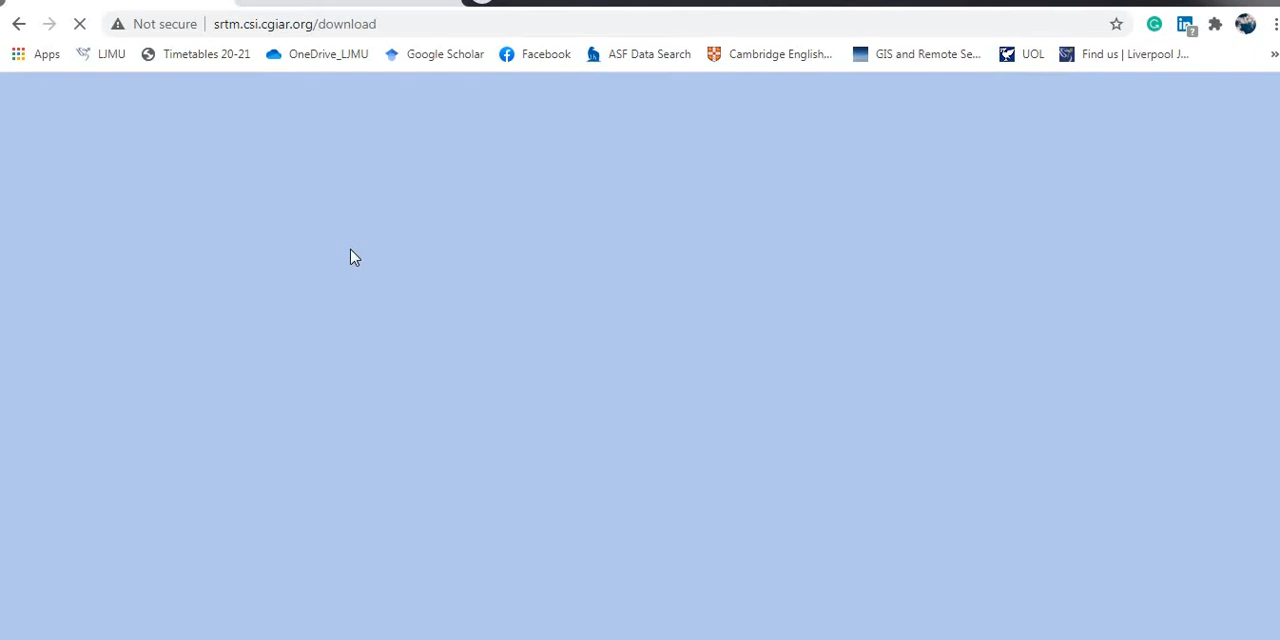 Not secure srtm.csi.cgiar.org/download
Apps LJMU Timetables 20-21 OneDrive_LJMU Google Scholar Facebook ASF Data Search Cambridge English... GIS and Remote Se... UOL Find us | Liverpool J... »